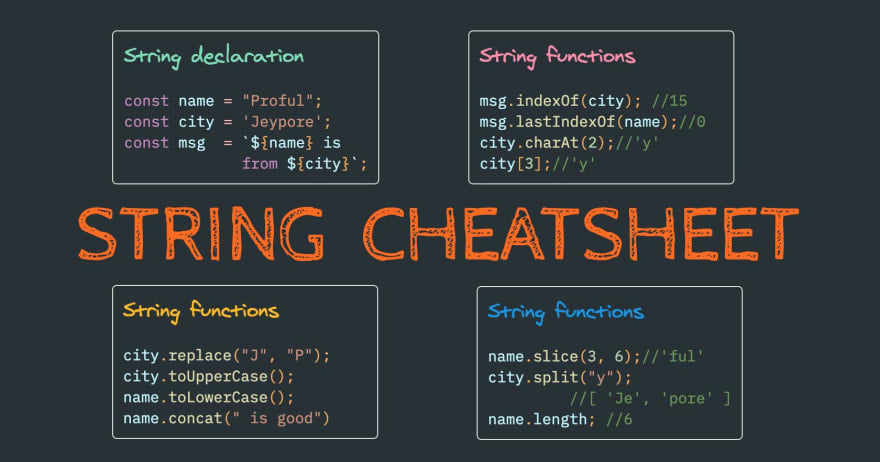 String declaration
const name = "Proful";
const city = 'Jeypore';
const msg = `${name} is
from ${city}`;
String functions
msg.indexOf(city); //15
msg.lastIndexOf(name);//0
city.charAt(2);//'y'
city[3];//'y'
STRING CHEATSHEET
String functions
city.replace("J", "P");
city.toUpperCase();
name.toLowerCase();
name.concat(" is good")
String functions
name.slice(3, 6);//'ful'
city.split("y");
//[ 'Je', 'pore' ]
name.length; //6